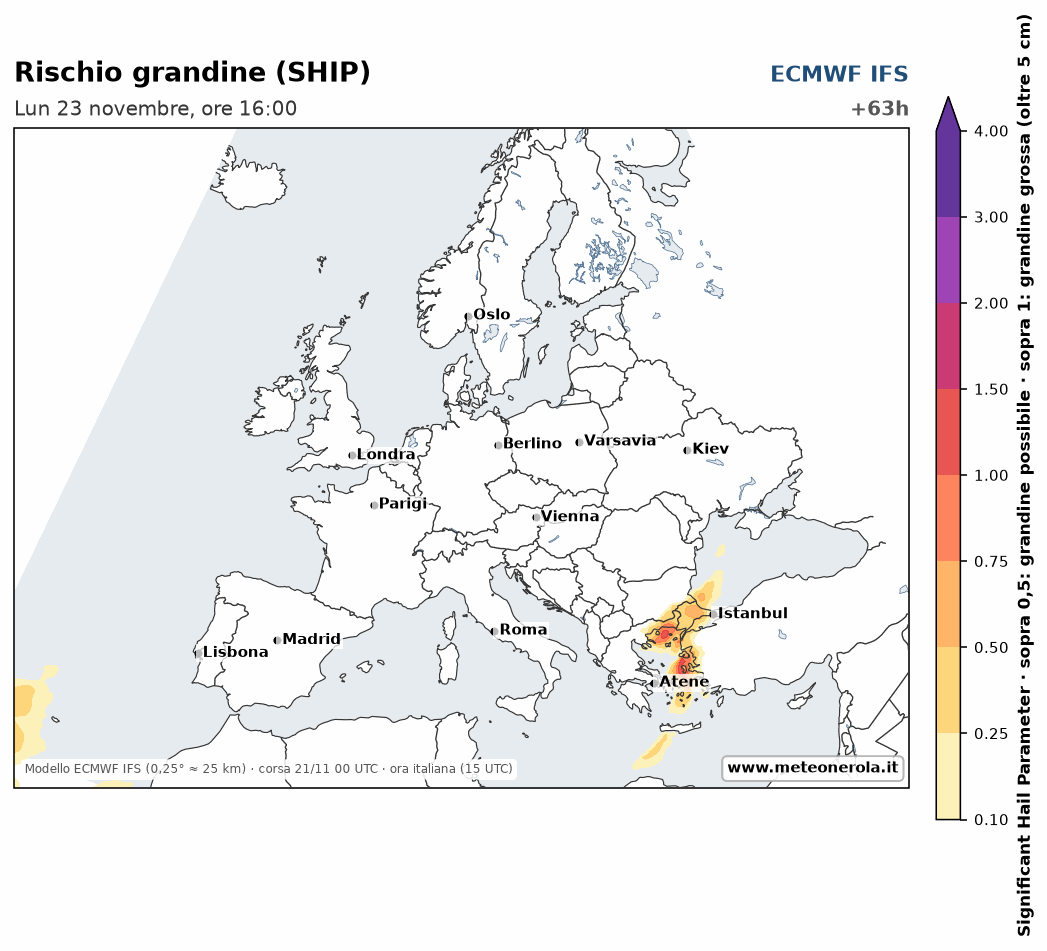 Rischio grandine (SHIP)
ECMWF IFS
Lun 23 novembre, ore 16:00
+63h
Oslo
Londra
Berlino
Varsavia
Kiev
Parigi
Vienna
Istanbul
Roma
Madrid
Lisbona
Atene
Modello ECMWF IFS (0,25° ≈ 25 km) · corsa 21/11 00 UTC · ora italiana (15 UTC)
www.meteonerola.it
4.00
3.00
2.00
1.50
1.00
0.75
0.50
0.25
0.10
Significant Hail Parameter · sopra 0,5: grandine possibile · sopra 1: grandine grossa (oltre 5 cm)